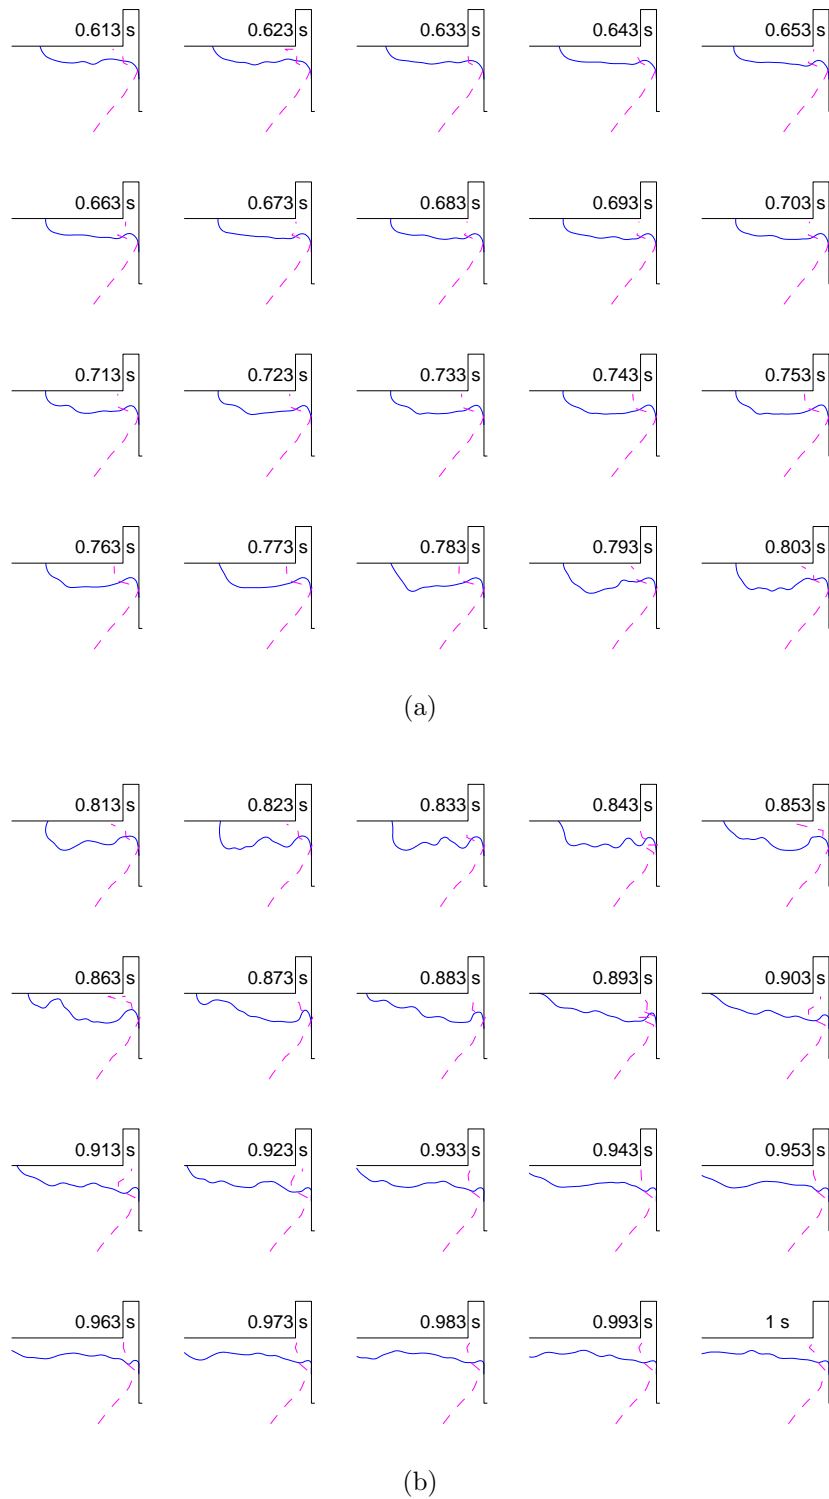 0.613 s 0.623 s 0.633 s 0.643 s 0.653 s
0.663 s 0.673 s 0.683 s 0.693 s 0.703 s
0.713 s 0.723 s 0.733 s 0.743 s 0.753 s
0.763 s 0.773 s 0.783 s 0.793 s 0.803 s
(a)
0.813 s 0.823 s 0.833 s 0.843 s 0.853 s
0.863 s 0.873 s 0.883 s 0.893 s 0.903 s
0.913 s 0.923 s 0.933 s 0.943 s 0.953 s
0.963 s 0.973 s 0.983 s 0.993 s 1 s
(b)